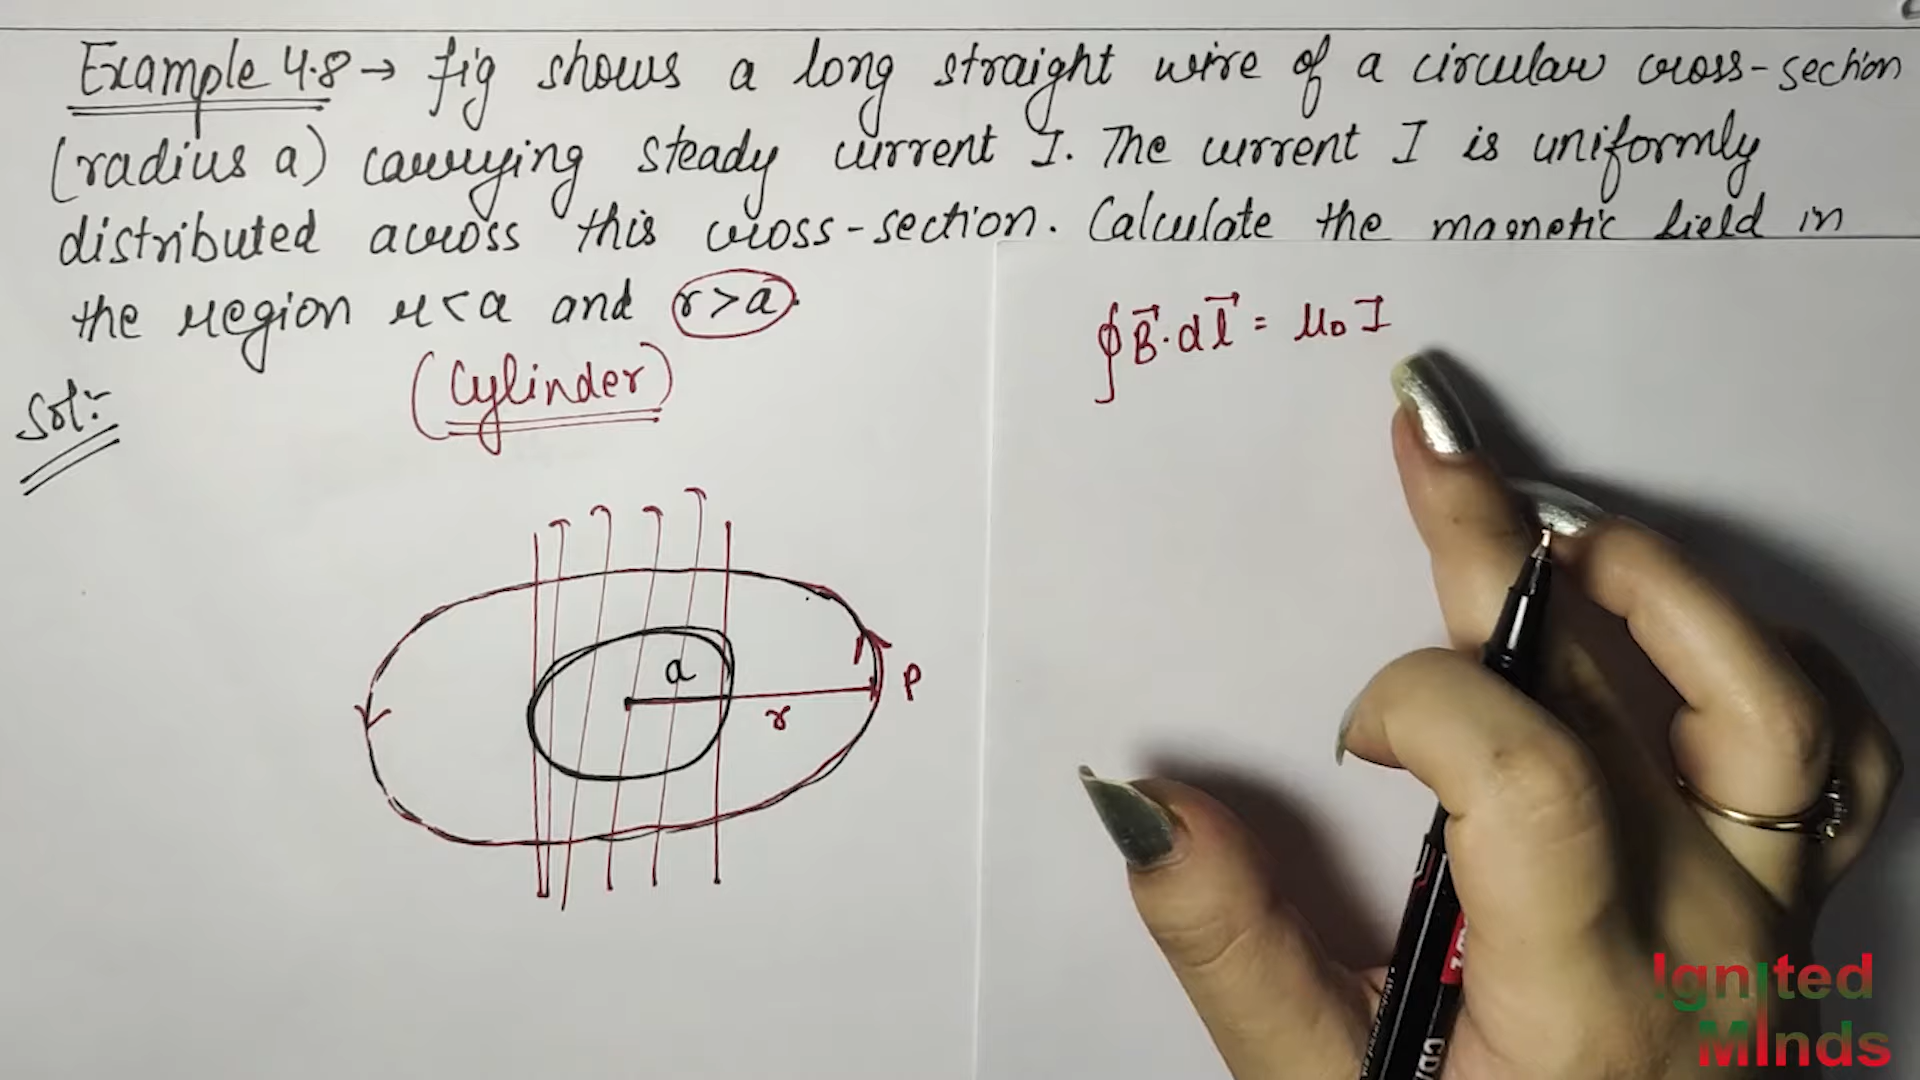 Example 4.8 → fig shows a long straight wire of a circular cross-section
(radius a) carrying steady current I. The current I is uniformly
distributed across this cross-section. Calculate the magnetic field in
the region r < a and r > a.
∮B⃗·dl⃗ = μ₀I
Sol:-
(Cylinder)
a
r
P
Ignited
Minds